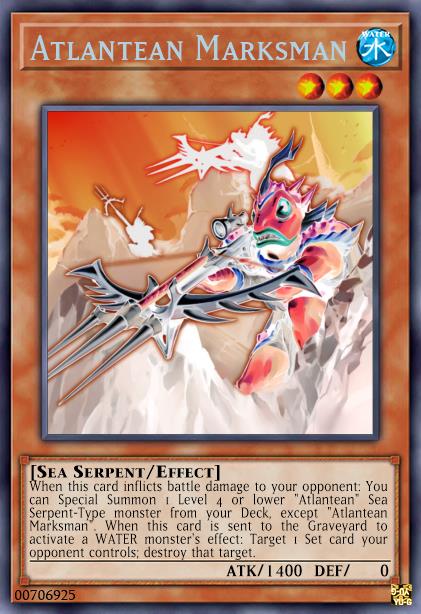 ATLANTEAN MARKSMAN
WATER
水
[SEA SERPENT/EFFECT]
When this card inflicts battle damage to your opponent: You
can Special Summon 1 Level 4 or lower "Atlantean" Sea
Serpent-Type monster from your Deck, except "Atlantean
Marksman". When this card is sent to the Graveyard to
activate a WATER monster's effect: Target 1 Set card your
opponent controls; destroy that target.
ATK/1400 DEF/ 0
00706925